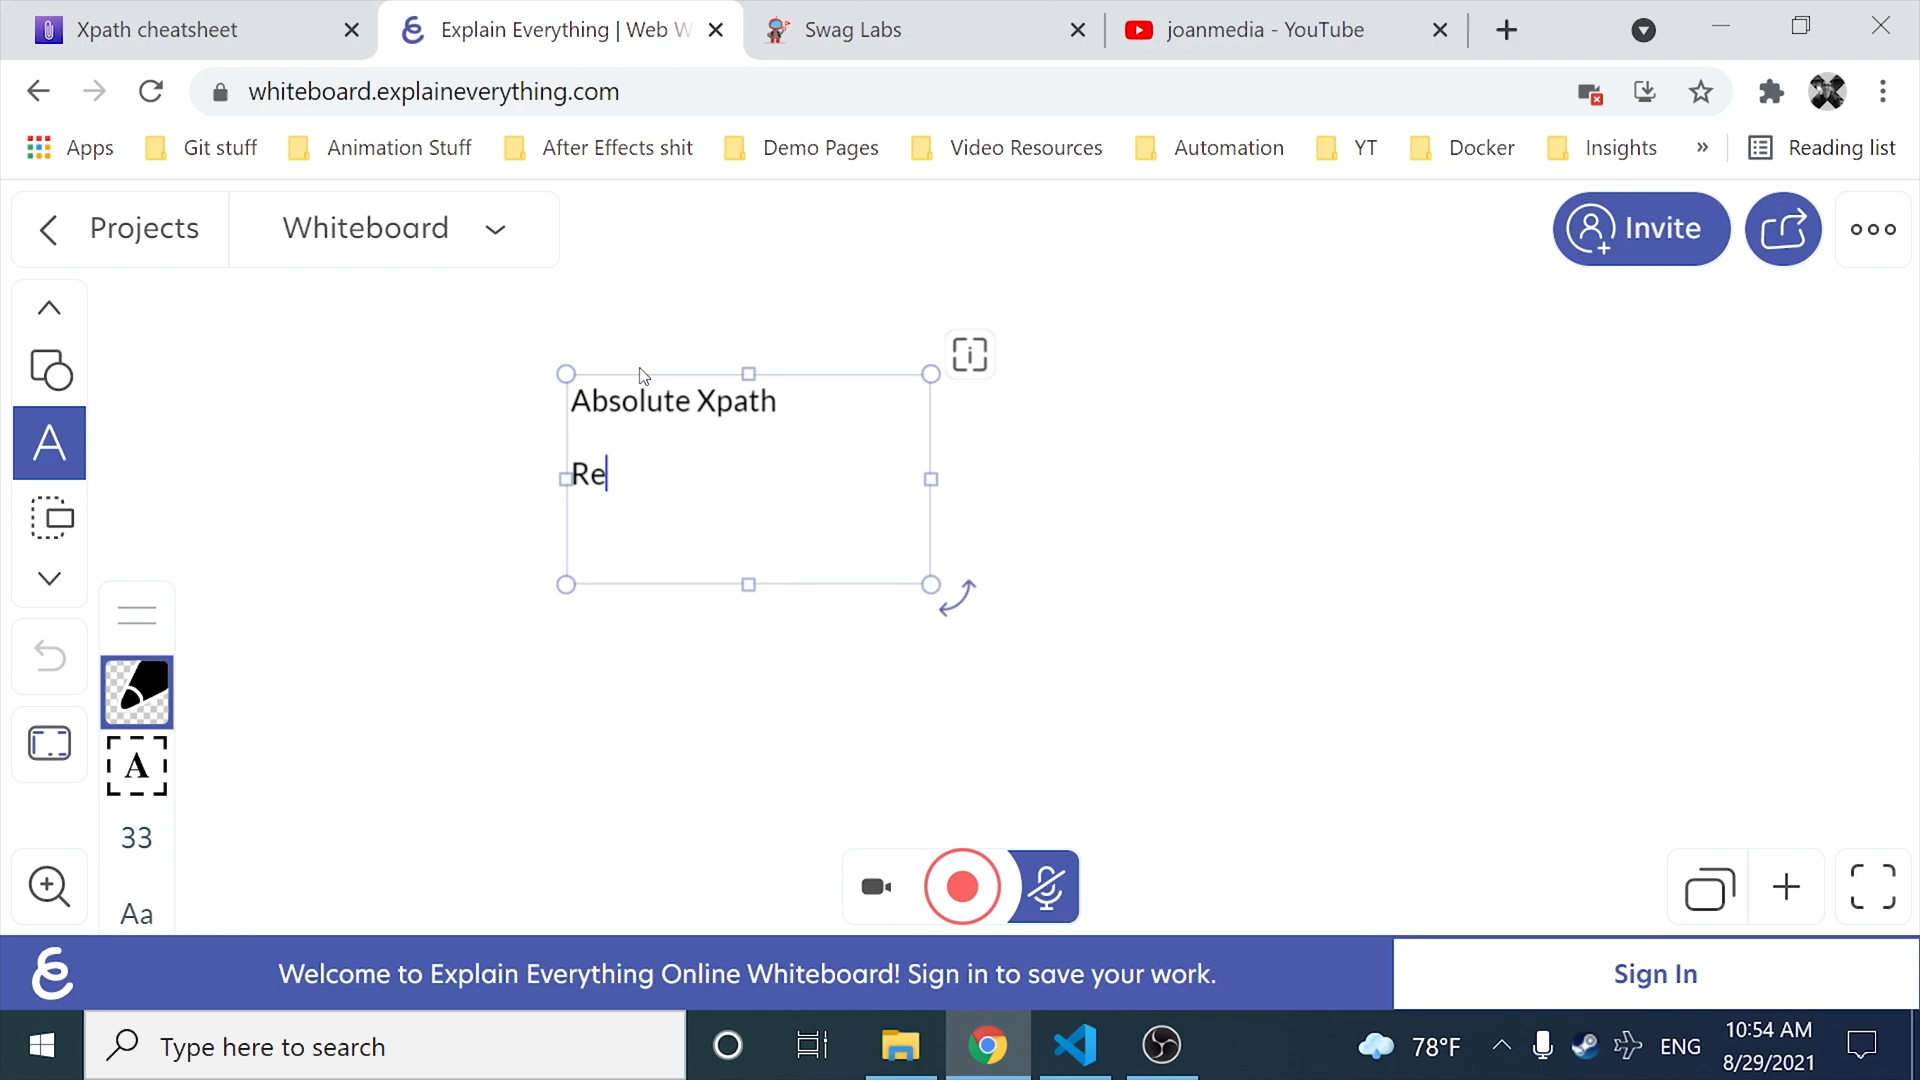 Xpath cheatsheet
Explain Everything | Web W
Swag Labs
joanmedia - YouTube
whiteboard.explaineverything.com
Apps
Git stuff
Animation Stuff
After Effects shit
Demo Pages
Video Resources
Automation
YT
Docker
Insights
»
Reading list
Projects
Whiteboard
Invite
Absolute Xpath
Re
A
A
33
Aa
Welcome to Explain Everything Online Whiteboard! Sign in to save your work.
Sign In
Type here to search
78°F
ENG
10:54 AM
8/29/2021